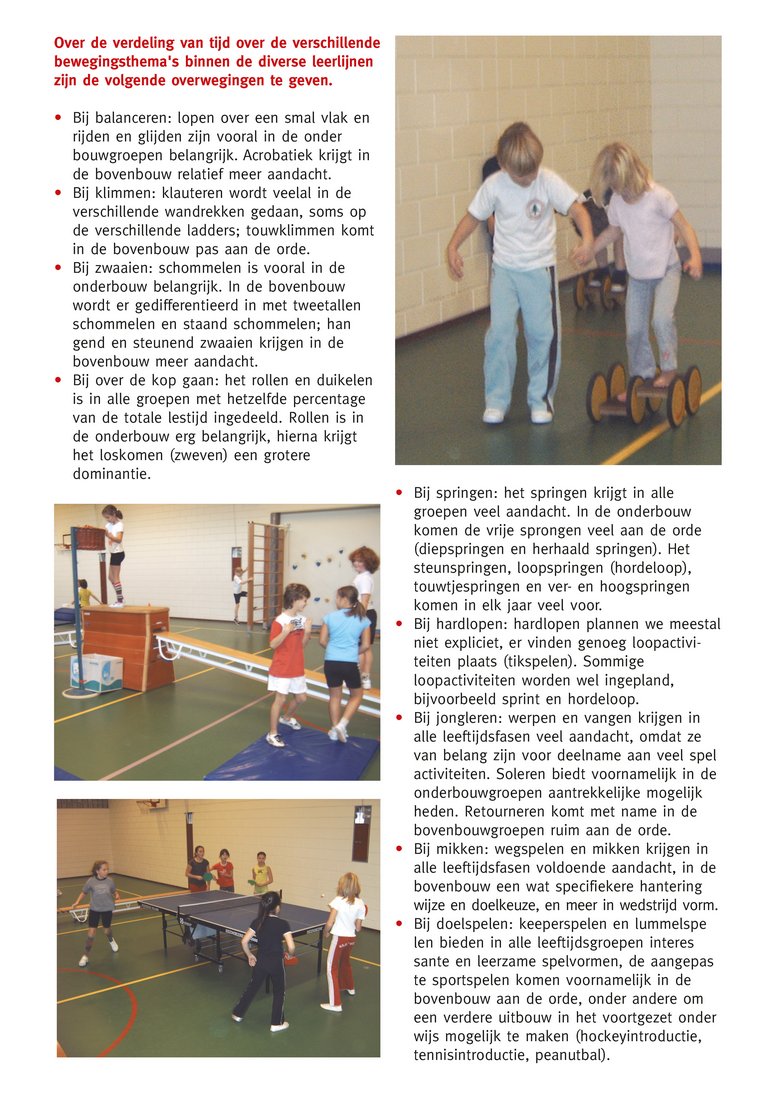 Over de verdeling van tijd over de verschillende
bewegingsthema's binnen de diverse leerlijnen
zijn de volgende overwegingen te geven.
• Bij balanceren: lopen over een smal vlak en
rijden en glijden zijn vooral in de onder
bouwgroepen belangrijk. Acrobatiek krijgt in
de bovenbouw relatief meer aandacht.
• Bij klimmen: klauteren wordt veelal in de
verschillende wandrekken gedaan, soms op
de verschillende ladders; touwklimmen komt
in de bovenbouw pas aan de orde.
• Bij zwaaien: schommelen is vooral in de
onderbouw belangrijk. In de bovenbouw
wordt er gedifferentieerd in met tweetallen
schommelen en staand schommelen; han
gend en steunend zwaaien krijgen in de
bovenbouw meer aandacht.
• Bij over de kop gaan: het rollen en duikelen
is in alle groepen met hetzelfde percentage
van de totale lestijd ingedeeld. Rollen is in
de onderbouw erg belangrijk, hierna krijgt
het loskomen (zweven) een grotere
dominantie.
• Bij springen: het springen krijgt in alle
groepen veel aandacht. In de onderbouw
komen de vrije sprongen veel aan de orde
(diepspringen en herhaald springen). Het
steunspringen, loopspringen (hordeloop),
touwtjespringen en ver- en hoogspringen
komen in elk jaar veel voor.
• Bij hardlopen: hardlopen plannen we meestal
niet expliciet, er vinden genoeg loopactivi-
teiten plaats (tikspelen). Sommige
loopactiviteiten worden wel ingepland,
bijvoorbeeld sprint en hordeloop.
• Bij jongleren: werpen en vangen krijgen in
alle leeftijdsfasen veel aandacht, omdat ze
van belang zijn voor deelname aan veel spel
activiteiten. Soleren biedt voornamelijk in de
onderbouwgroepen aantrekkelijke mogelijk
heden. Retourneren komt met name in de
bovenbouwgroepen ruim aan de orde.
• Bij mikken: wegspelen en mikken krijgen in
alle leeftijdsfasen voldoende aandacht, in de
bovenbouw een wat specifiekere hantering
wijze en doelkeuze, en meer in wedstrijd vorm.
• Bij doelspelen: keeperspelen en lummelspe
len bieden in alle leeftijdsgroepen interes
sante en leerzame spelvormen, de aangepas
te sportspelen komen voornamelijk in de
bovenbouw aan de orde, onder andere om
een verdere uitbouw in het voortgezet onder
wijs mogelijk te maken (hockeyintroductie,
tennisintroductie, peanutbal).